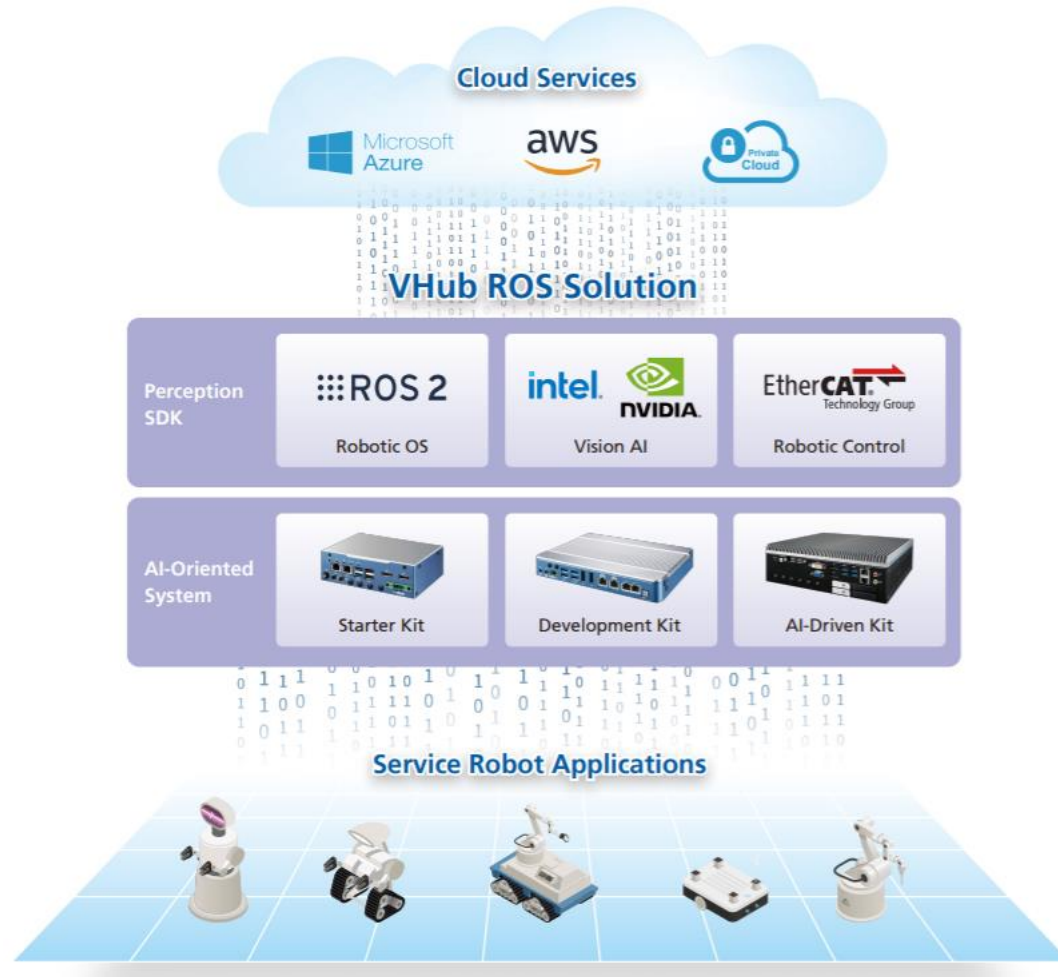 Cloud Services
Microsoft
Azure
aws
Private
Cloud
VHub ROS Solution
Perception
SDK
ROS 2
Robotic OS
intel.
NVIDIA.
Vision AI
EtherCAT.
Technology Group
Robotic Control
AI-Oriented
System
Starter Kit
Development Kit
AI-Driven Kit
Service Robot Applications